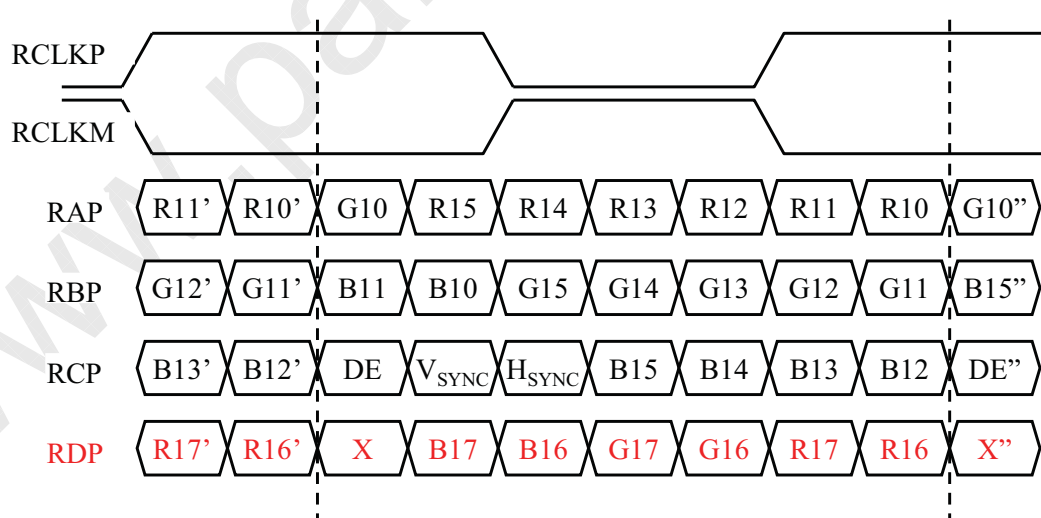 RCLKP
RCLKM
RAP R11’ R10’ G10 R15 R14 R13 R12 R11 R10 G10”
RBP G12’ G11’ B11 B10 G15 G14 G13 G12 G11 B15”
RCP B13’ B12’ DE VSYNC HSYNC B15 B14 B13 B12 DE”
RDP R17’ R16’ X B17 B16 G17 G16 R17 R16 X”
www.pa